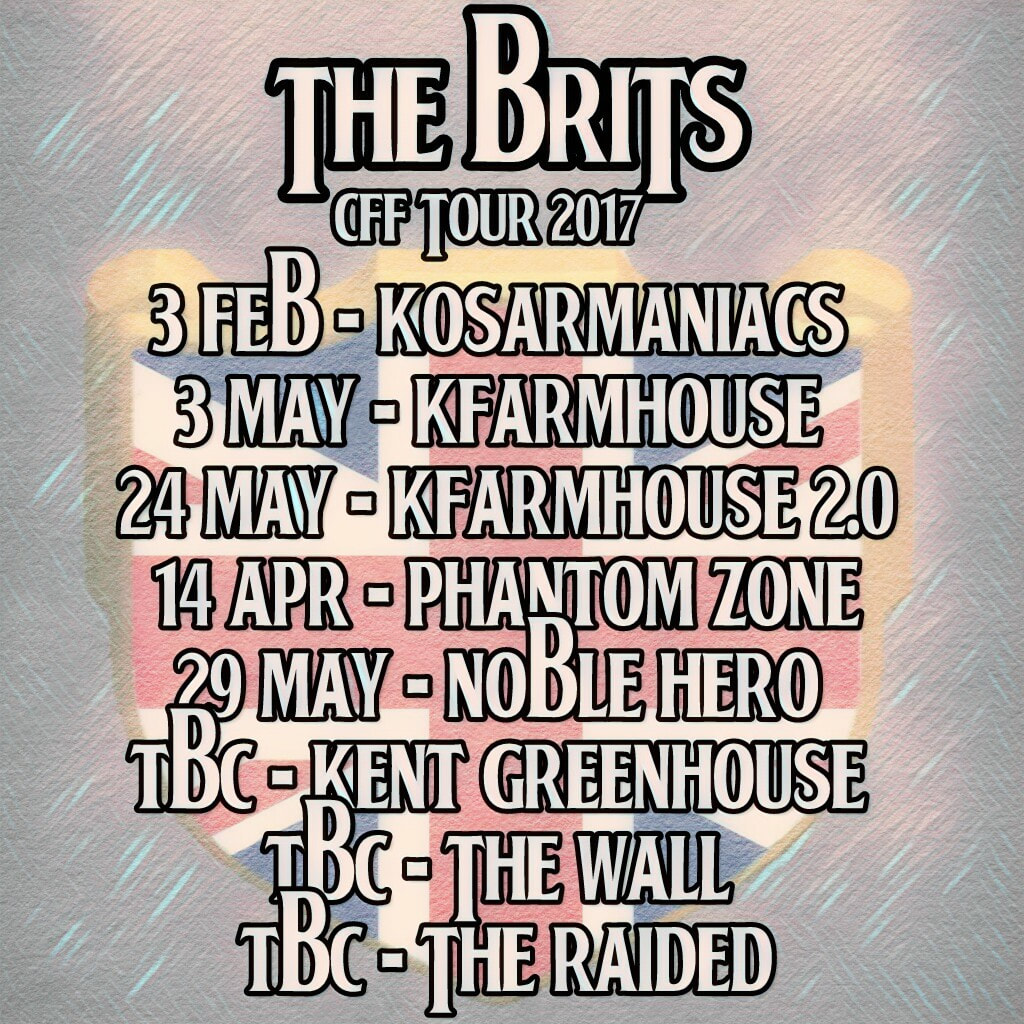 THE BRITS
CFF TOUR 2017
3 FEB - KOSARMANIACS
3 MAY - KFARMHOUSE
24 MAY - KFARMHOUSE 2.0
14 APR - PHANTOM ZONE
29 MAY - NOBLE HERO
TBC - KENT GREENHOUSE
TBC - THE WALL
TBC - THE RAIDED